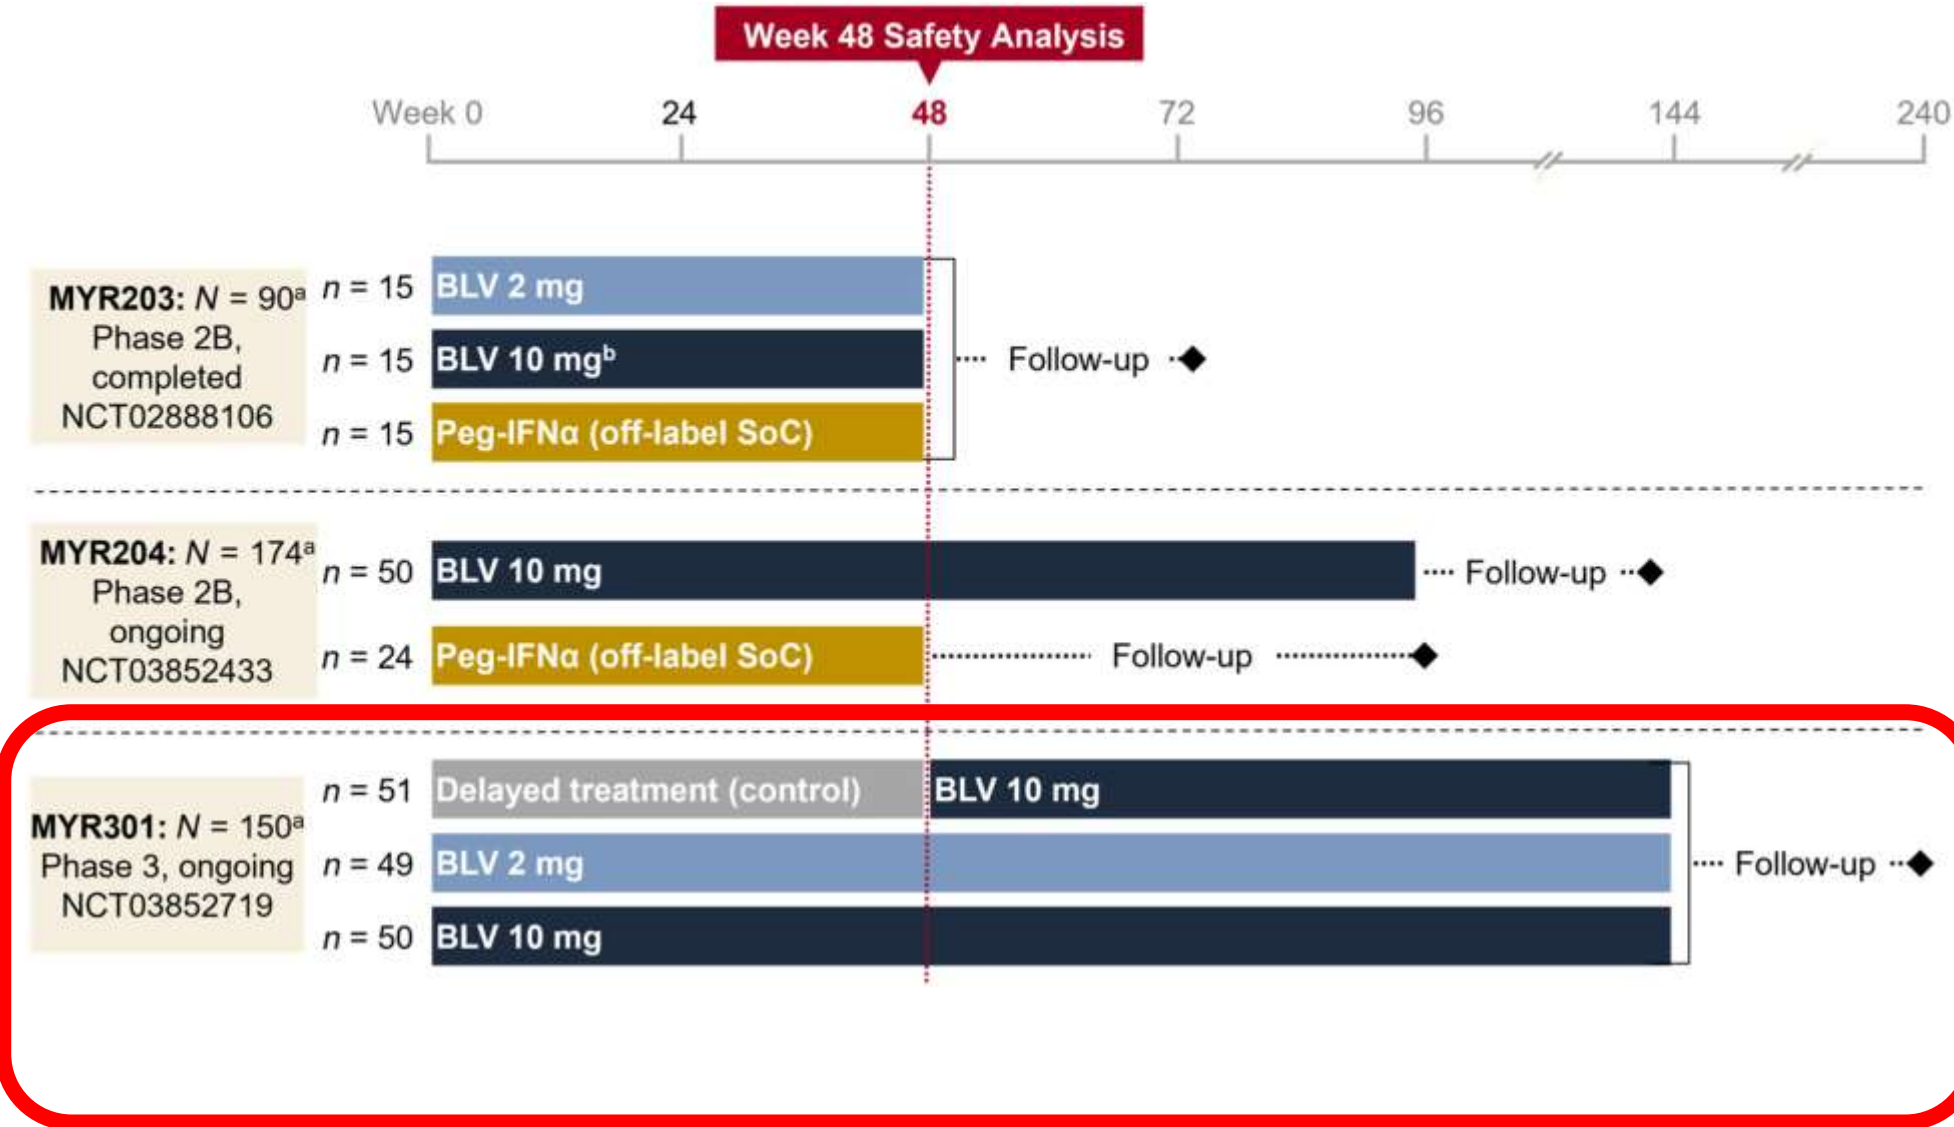 Week 48 Safety Analysis
Week 0 24 48 72 96 144 240
MYR203: N = 90ᵃ
Phase 2B,
completed
NCT02888106
n = 15 BLV 2 mg
n = 15 BLV 10 mgᵇ
n = 15 Peg-IFNα (off-label SoC)
Follow-up
MYR204: N = 174ᵃ
Phase 2B,
ongoing
NCT03852433
n = 50 BLV 10 mg Follow-up
n = 24 Peg-IFNα (off-label SoC) Follow-up
MYR301: N = 150ᵃ
Phase 3, ongoing
NCT03852719
n = 51 Delayed treatment (control) BLV 10 mg
n = 49 BLV 2 mg
n = 50 BLV 10 mg
Follow-up